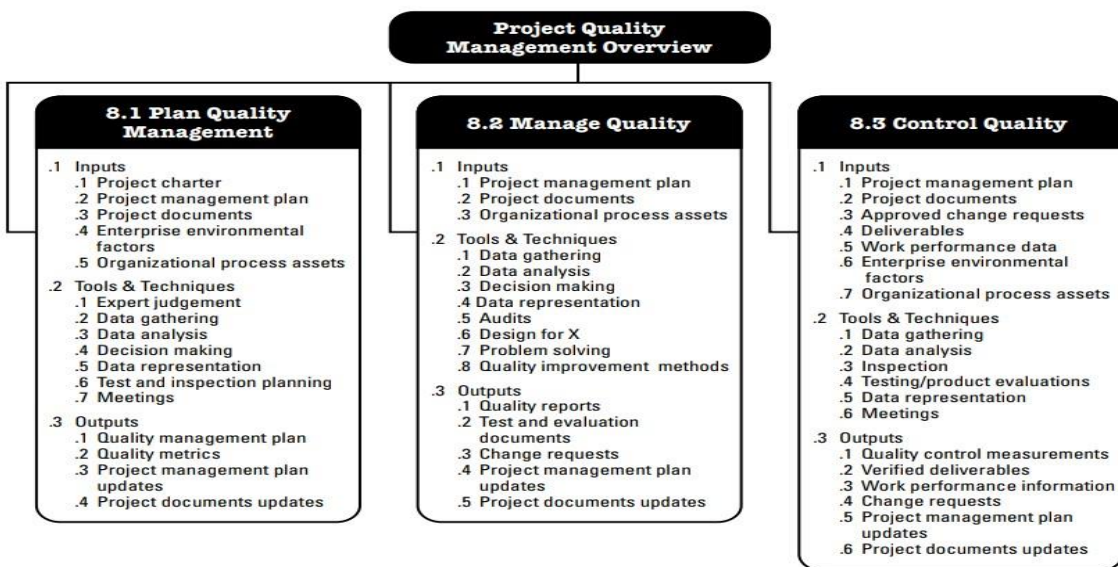 Project Quality
Management Overview
8.1 Plan Quality
Management
.1 Inputs
.1 Project charter
.2 Project management plan
.3 Project documents
.4 Enterprise environmental
factors
.5 Organizational process assets
.2 Tools & Techniques
.1 Expert judgement
.2 Data gathering
.3 Data analysis
.4 Decision making
.5 Data representation
.6 Test and inspection planning
.7 Meetings
.3 Outputs
.1 Quality management plan
.2 Quality metrics
.3 Project management plan
updates
.4 Project documents updates
8.2 Manage Quality
.1 Inputs
.1 Project management plan
.2 Project documents
.3 Organizational process assets
.2 Tools & Techniques
.1 Data gathering
.2 Data analysis
.3 Decision making
.4 Data representation
.5 Audits
.6 Design for X
.7 Problem solving
.8 Quality improvement methods
.3 Outputs
.1 Quality reports
.2 Test and evaluation
documents
.3 Change requests
.4 Project management plan
updates
.5 Project documents updates
8.3 Control Quality
.1 Inputs
.1 Project management plan
.2 Project documents
.3 Approved change requests
.4 Deliverables
.5 Work performance data
.6 Enterprise environmental
factors
.7 Organizational process assets
.2 Tools & Techniques
.1 Data gathering
.2 Data analysis
.3 Inspection
.4 Testing/product evaluations
.5 Data representation
.6 Meetings
.3 Outputs
.1 Quality control measurements
.2 Verified deliverables
.3 Work performance information
.4 Change requests
.5 Project management plan
updates
.6 Project documents updates